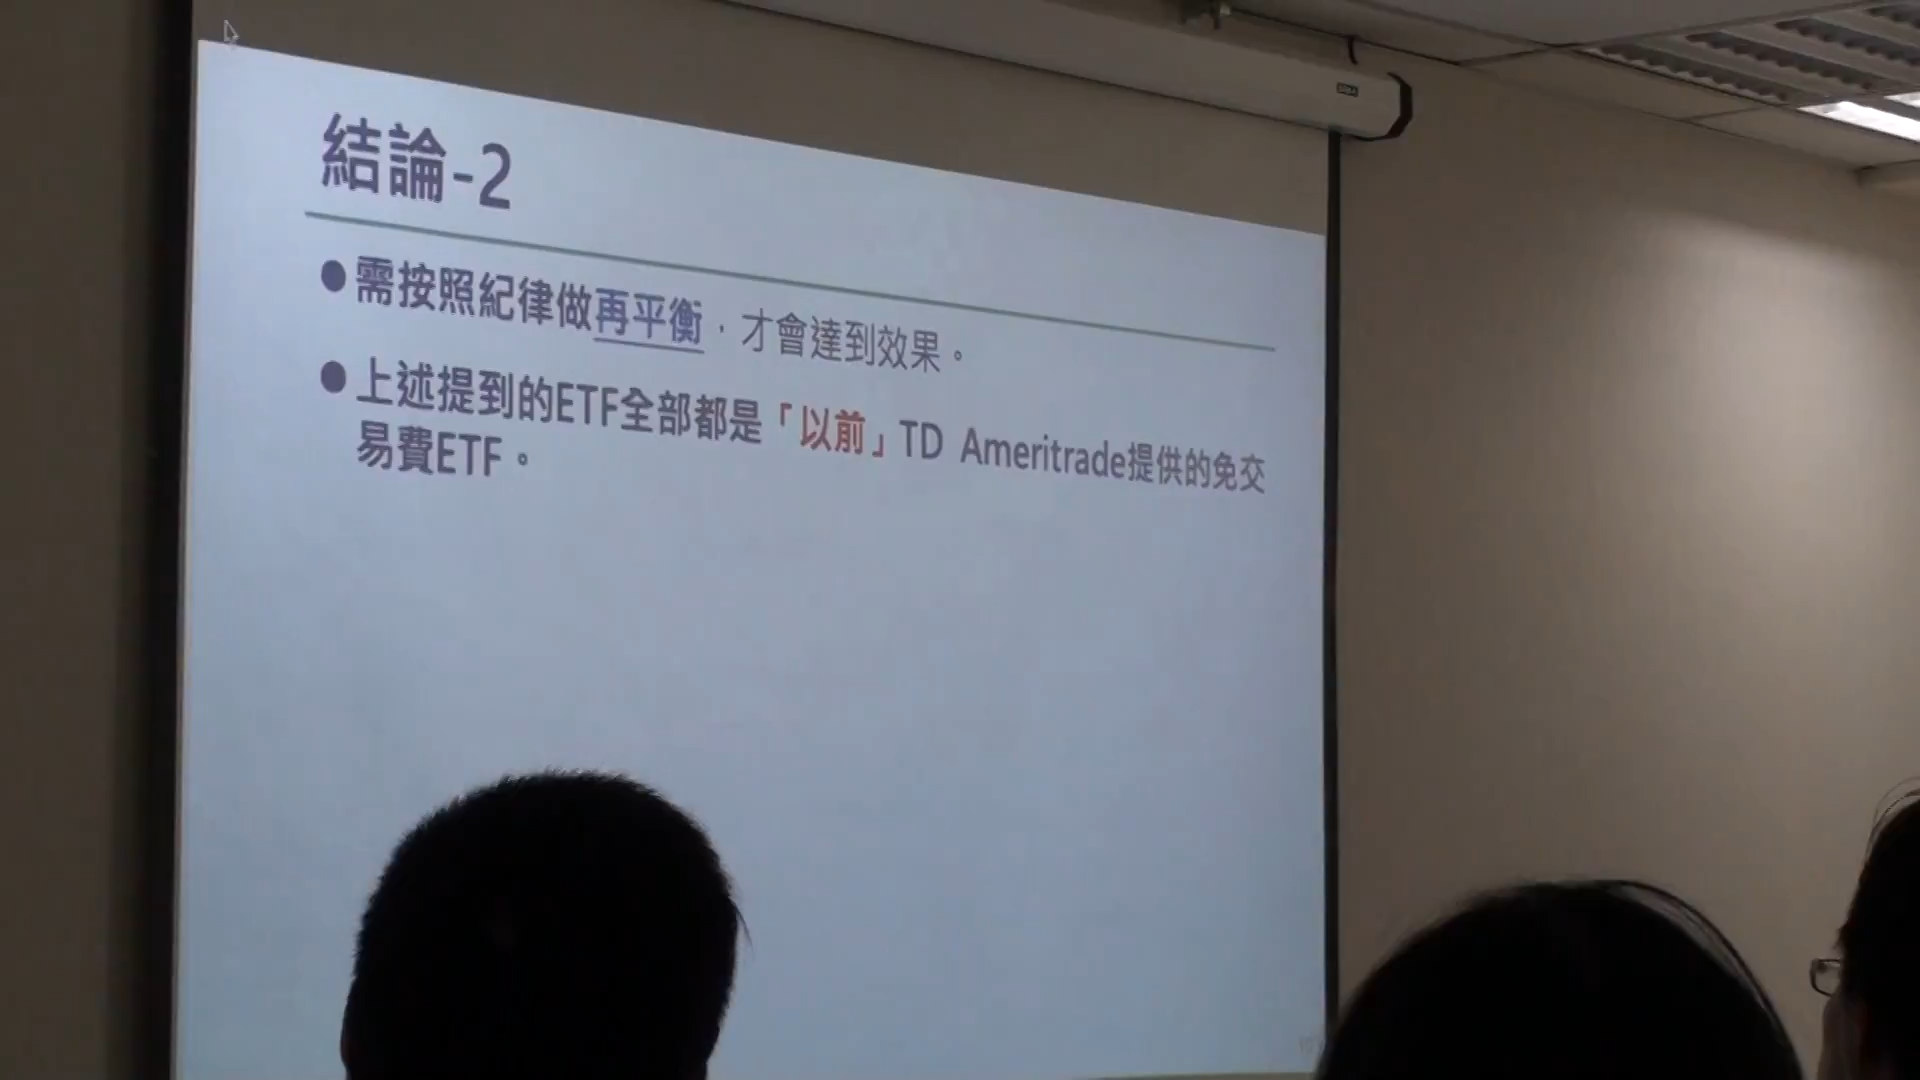 結論-2
●需按照紀律做再平衡，才會達到效果。
●上述提到的ETF全部都是「以前」TD Ameritrade提供的免交
易費ETF。